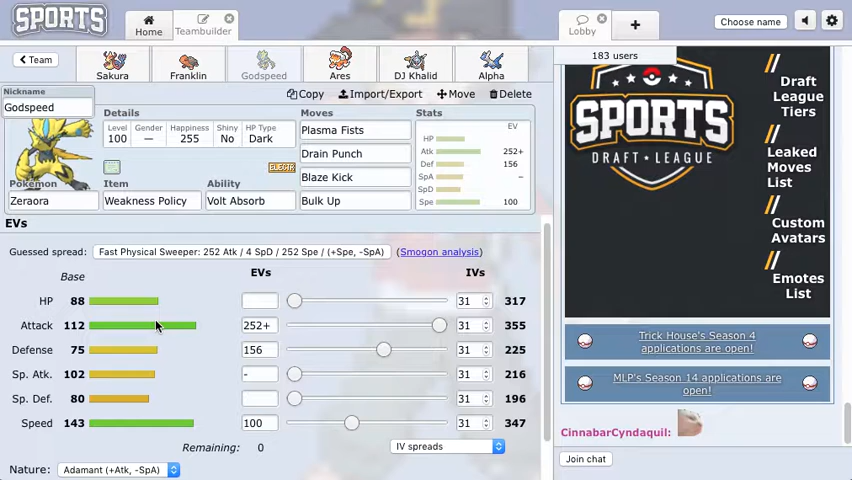 SPORTS
Home
Teambuilder
Lobby
+
Choose name
183 users
Team
Sakura
Franklin
Godspeed
Ares
DJ Khalid
Alpha
Copy
Import/Export
Move
Delete
Nickname
Godspeed
Details
Level
100
Gender
—
Happiness
255
Shiny
No
HP Type
Dark
ELECTR
Pokémon
Zeraora
Item
Weakness Policy
Ability
Volt Absorb
Moves
Plasma Fists
Drain Punch
Blaze Kick
Bulk Up
Stats
EV
HP
Atk 252+
Def 156
SpA –
SpD
Spe 100
EVs
Guessed spread: Fast Physical Sweeper: 252 Atk / 4 SpD / 252 Spe / (+Spe, -SpA) (Smogon analysis)
Base EVs IVs
HP 88 31 317
Attack 112 252+ 31 355
Defense 75 156 31 225
Sp. Atk. 102 - 31 216
Sp. Def. 80 31 196
Speed 143 100 31 347
Remaining: 0 IV spreads
Nature: Adamant (+Atk, -SpA)
SPORTS
DRAFT LEAGUE
Draft
League
Tiers
Leaked
Moves
List
Custom
Avatars
Emotes
List
Trick House's Season 4
applications are open!
MLP's Season 14 applications are
open!
CinnabarCyndaquil:
Join chat